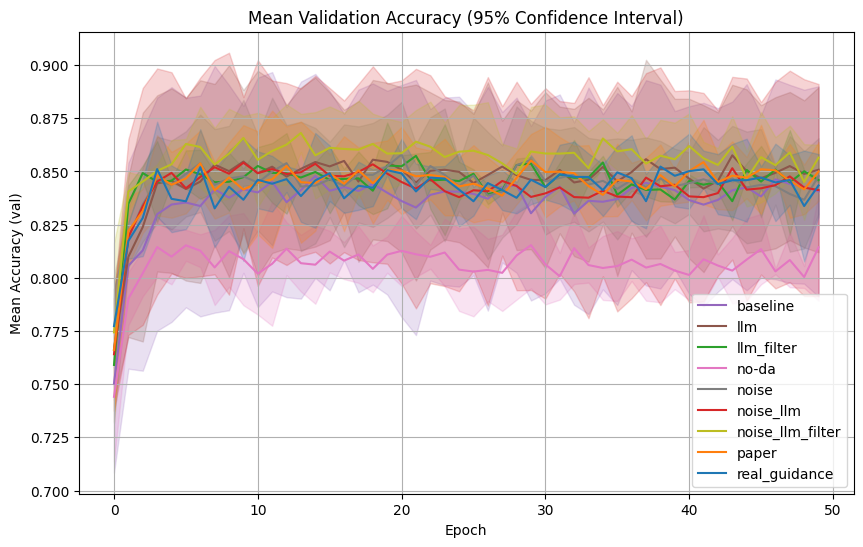 Mean Validation Accuracy (95% Confidence Interval)
Mean Accuracy (val)
0.900
0.875
0.850
0.825
0.800
0.775
0.750
0.725
0.700
0
10
20
30
40
50
Epoch
baseline
llm
llm_filter
no-da
noise
noise_llm
noise_llm_filter
paper
real_guidance